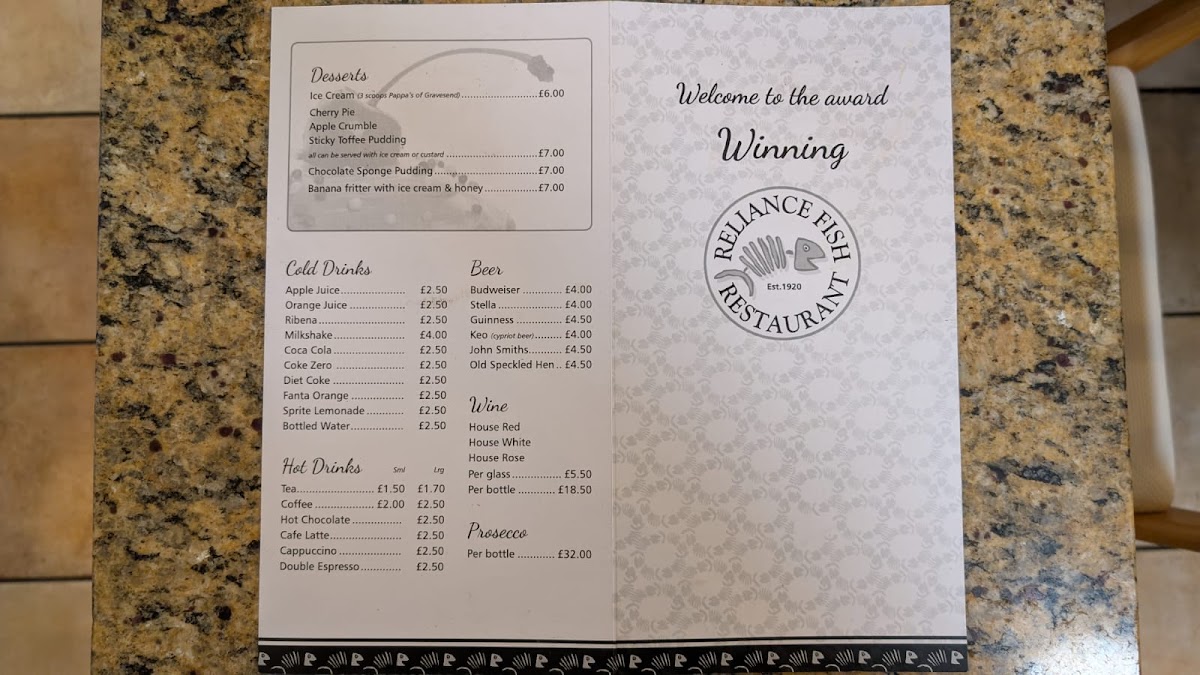 Desserts
Ice Cream (3 scoops Pappa's of Gravesend)..................£6.00
Cherry Pie
Apple Crumble
Sticky Toffee Pudding
all can be served with ice cream or custard ......................£7.00
Chocolate Sponge Pudding.........................£7.00
Banana fritter with ice cream & honey..............£7.00
Cold Drinks
Apple Juice..................... £2.50
Orange Juice .................. £2.50
Ribena............................ £2.50
Milkshake....................... £4.00
Coca Cola....................... £2.50
Coke Zero ...................... £2.50
Diet Coke ....................... £2.50
Fanta Orange ................. £2.50
Sprite Lemonade............ £2.50
Bottled Water................. £2.50
Hot Drinks Sml Lrg
Tea......................... £1.50 £1.70
Coffee ................... £2.00 £2.50
Hot Chocolate................ £2.50
Cafe Latte....................... £2.50
Cappuccino .................... £2.50
Double Espresso............. £2.50
Beer
Budweiser ............ £4.00
Stella ..................... £4.00
Guinness ............... £4.50
Keo (cypriot beer)......... £4.00
John Smiths.......... £4.50
Old Speckled Hen .. £4.50
Wine
House Red
House White
House Rose
Per glass................ £5.50
Per bottle ............ £18.50
Prosecco
Per bottle ............ £32.00
Welcome to the award
Winning
RELIANCE FISH
Est.1920
RESTAURANT